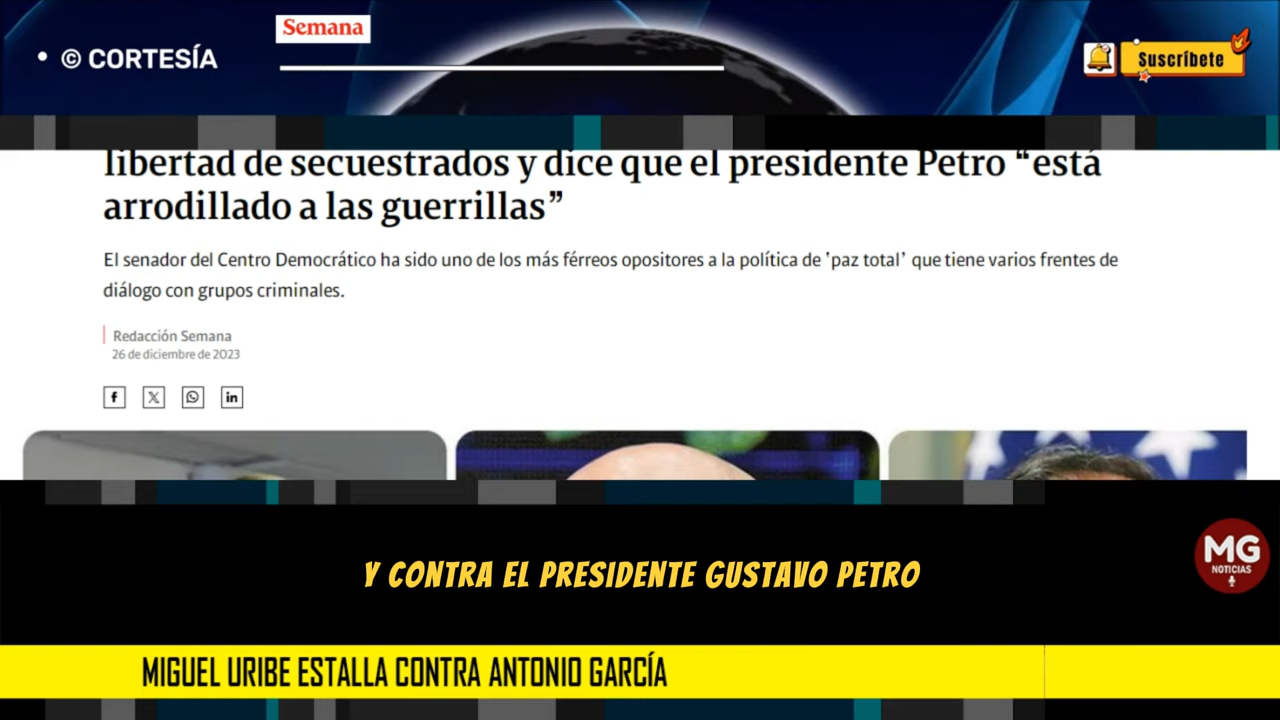 Semana
• © CORTESÍA
Suscríbete
libertad de secuestrados y dice que el presidente Petro “está
arrodillado a las guerrillas”
El senador del Centro Democrático ha sido uno de los más férreos opositores a la política de ‘paz total’ que tiene varios frentes de
diálogo con grupos criminales.
Redacción Semana
26 de diciembre de 2023
MG
NOTICIAS
Y CONTRA EL PRESIDENTE GUSTAVO PETRO
MIGUEL URIBE ESTALLA CONTRA ANTONIO GARCÍA